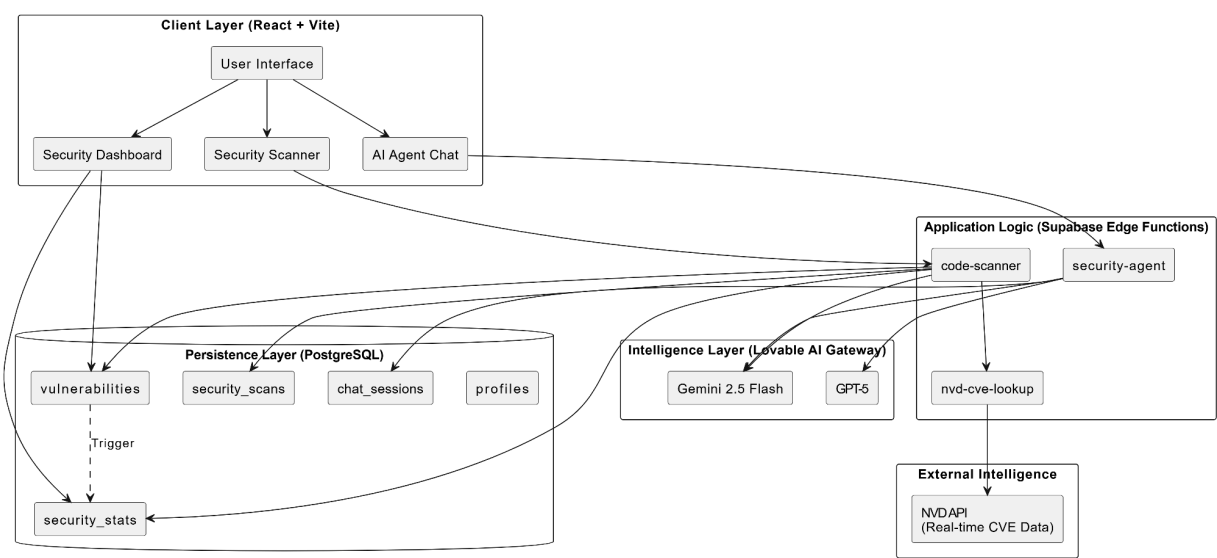 Client Layer (React + Vite)
User Interface
Security Dashboard
Security Scanner
AI Agent Chat
Application Logic (Supabase Edge Functions)
code-scanner
security-agent
Persistence Layer (PostgreSQL)
Intelligence Layer (Lovable AI Gateway)
vulnerabilities
security_scans
chat_sessions
profiles
Gemini 2.5 Flash
GPT-5
nvd-cve-lookup
Trigger
External Intelligence
security_stats
NVD API
(Real-time CVE Data)